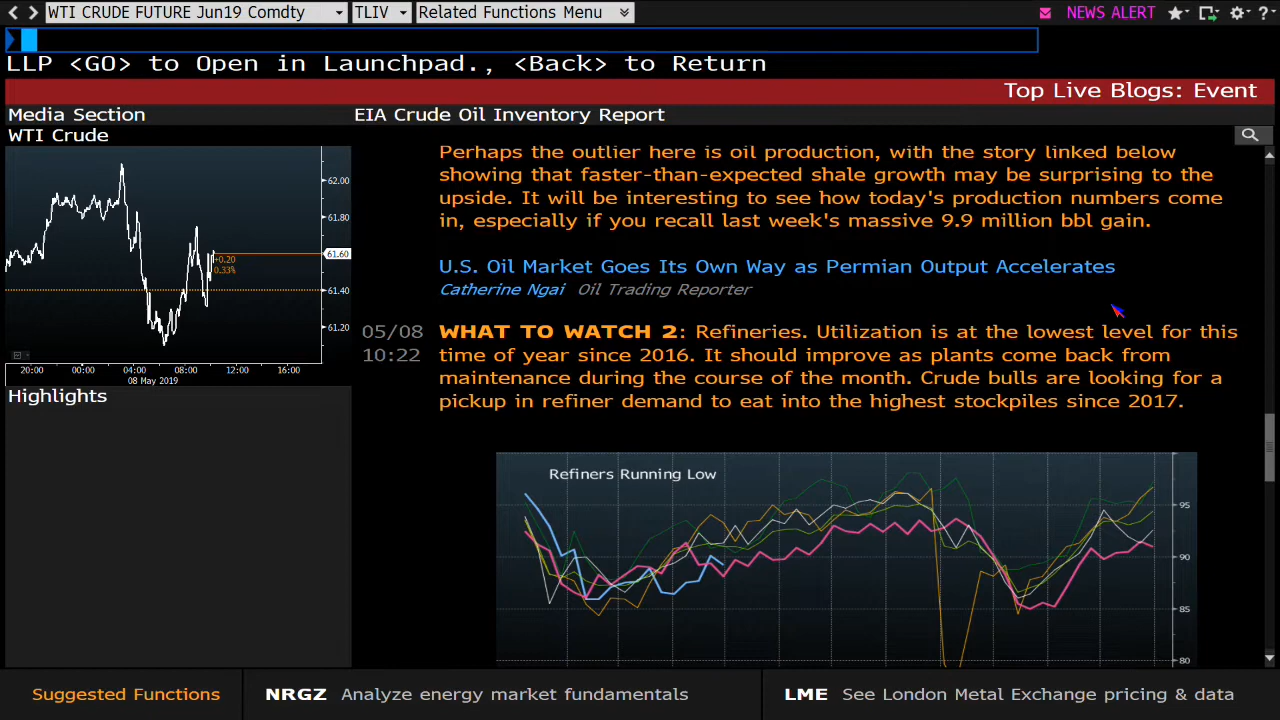 WTI CRUDE FUTURE Jun19 Comdty
TLIV
Related Functions Menu
NEWS ALERT
?
LLP <GO> to Open in Launchpad., <Back> to Return
Top Live Blogs: Event
Media Section
EIA Crude Oil Inventory Report
WTI Crude
62.00
61.80
61.60
61.40
61.20
+0.20
0.33%
20:00 00:00 04:00 08:00 12:00 16:00
08 May 2019
Highlights
Perhaps the outlier here is oil production, with the story linked below
showing that faster-than-expected shale growth may be surprising to the
upside. It will be interesting to see how today's production numbers come
in, especially if you recall last week's massive 9.9 million bbl gain.
U.S. Oil Market Goes Its Own Way as Permian Output Accelerates
Catherine Ngai Oil Trading Reporter
05/08
10:22
WHAT TO WATCH 2: Refineries. Utilization is at the lowest level for this
time of year since 2016. It should improve as plants come back from
maintenance during the course of the month. Crude bulls are looking for a
pickup in refiner demand to eat into the highest stockpiles since 2017.
Refiners Running Low
95
90
85
80
Suggested Functions
NRGZ Analyze energy market fundamentals
LME See London Metal Exchange pricing & data